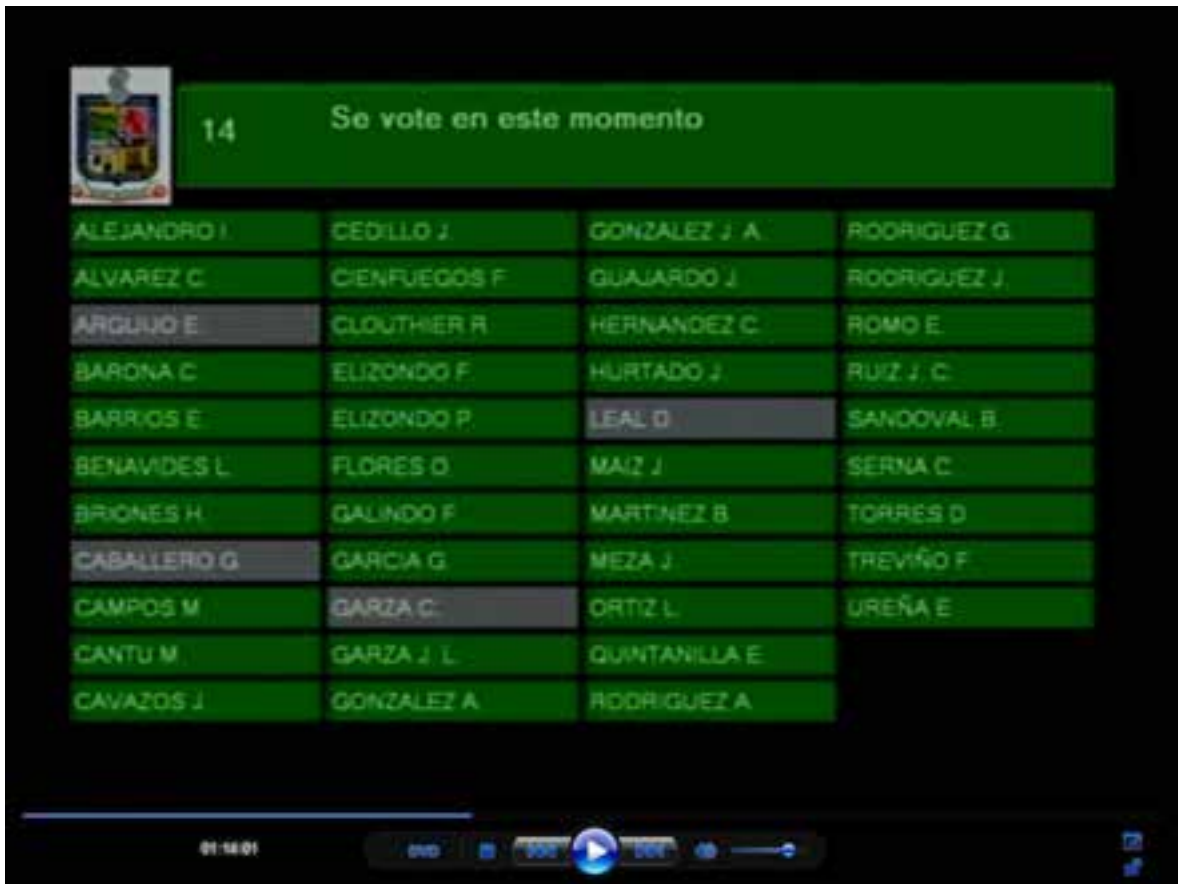 14 Se vote en este momento
ALEJANDRO I. CEDILLO J. GONZALEZ J. A. RODRIGUEZ G.
ALVAREZ C. CIENFUEGOS F. GUAJARDO J. RODRIGUEZ J.
ARGUIJO E. CLOUTHIER R. HERNANDEZ C. ROMO E.
BARONA C. ELIZONDO F. HURTADO J. RUIZ J. C.
BARRIOS E. ELIZONDO P. LEAL D. SANDOVAL B.
BENAVIDES L. FLORES O. MAIZ J. SERNA C.
BRIONES H. GALINDO F. MARTINEZ B. TORRES D.
CABALLERO G. GARCIA G. MEZA J. TREVIÑO F.
CAMPOS M. GARZA C. ORTIZ L. UREÑA E.
CANTU M. GARZA J. L. QUINTANILLA E.
CAVAZOS J. GONZALEZ A. RODRIGUEZ A.
01:14:01 DVD